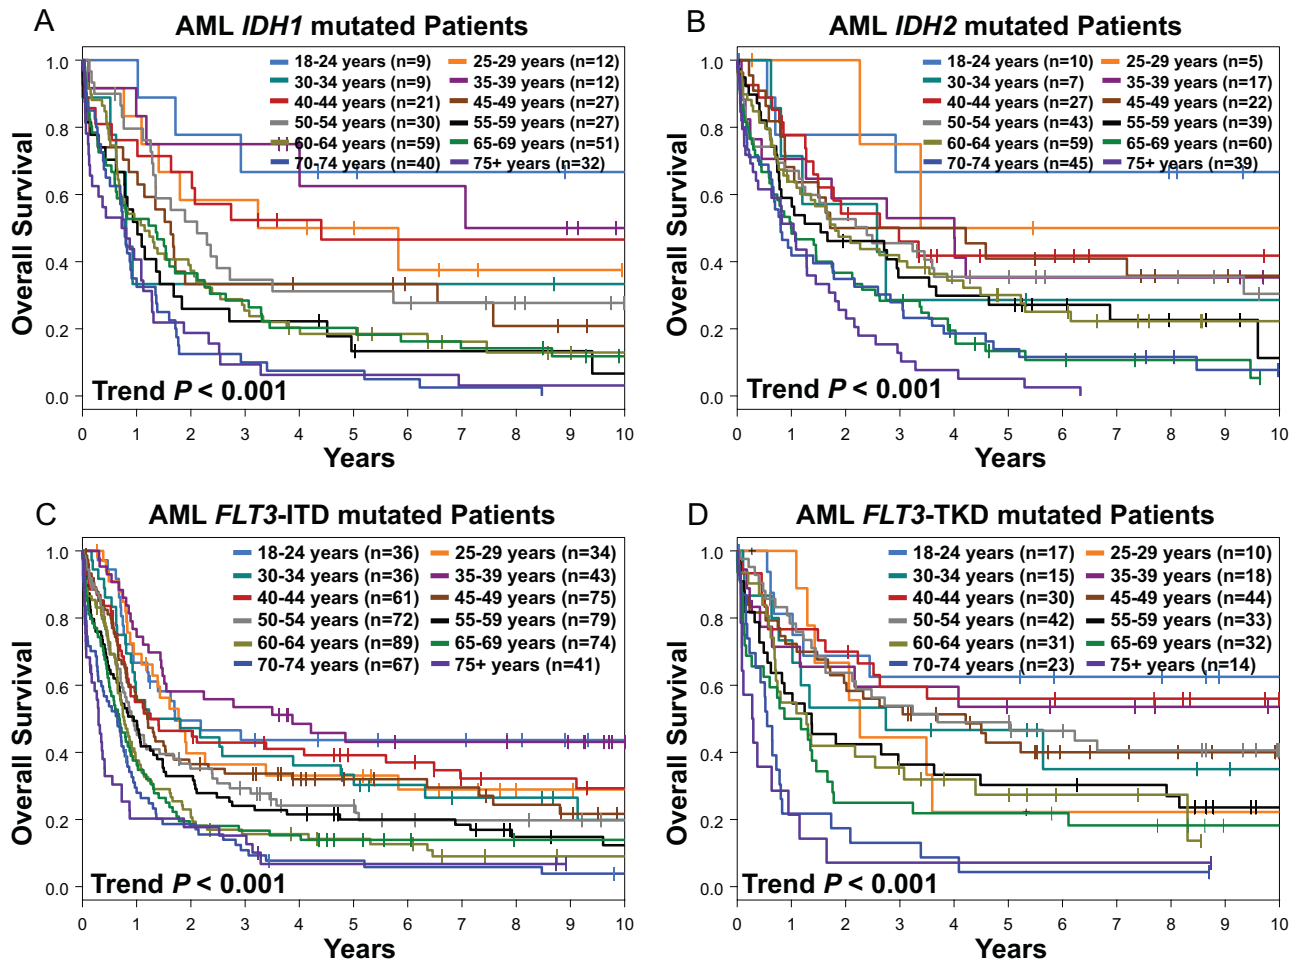 A
AML IDH1 mutated Patients
18-24 years (n=9) 25-29 years (n=12)
30-34 years (n=9) 35-39 years (n=12)
40-44 years (n=21) 45-49 years (n=27)
50-54 years (n=30) 55-59 years (n=27)
60-64 years (n=59) 65-69 years (n=51)
70-74 years (n=40) 75+ years (n=32)
1.0
0.8
0.6
0.4
0.2
0.0
Overall Survival
Trend P < 0.001
0 1 2 3 4 5 6 7 8 9 10
Years
B
AML IDH2 mutated Patients
18-24 years (n=10) 25-29 years (n=5)
30-34 years (n=7) 35-39 years (n=17)
40-44 years (n=27) 45-49 years (n=22)
50-54 years (n=43) 55-59 years (n=39)
60-64 years (n=59) 65-69 years (n=60)
70-74 years (n=45) 75+ years (n=39)
1.0
0.8
0.6
0.4
0.2
0.0
Overall Survival
Trend P < 0.001
0 1 2 3 4 5 6 7 8 9 10
Years
C
AML FLT3-ITD mutated Patients
18-24 years (n=36) 25-29 years (n=34)
30-34 years (n=36) 35-39 years (n=43)
40-44 years (n=61) 45-49 years (n=75)
50-54 years (n=72) 55-59 years (n=79)
60-64 years (n=89) 65-69 years (n=74)
70-74 years (n=67) 75+ years (n=41)
1.0
0.8
0.6
0.4
0.2
0.0
Overall Survival
Trend P < 0.001
0 1 2 3 4 5 6 7 8 9 10
Years
D
AML FLT3-TKD mutated Patients
18-24 years (n=17) 25-29 years (n=10)
30-34 years (n=15) 35-39 years (n=18)
40-44 years (n=30) 45-49 years (n=44)
50-54 years (n=42) 55-59 years (n=33)
60-64 years (n=31) 65-69 years (n=32)
70-74 years (n=23) 75+ years (n=14)
1.0
0.8
0.6
0.4
0.2
0.0
Overall Survival
Trend P < 0.001
0 1 2 3 4 5 6 7 8 9 10
Years